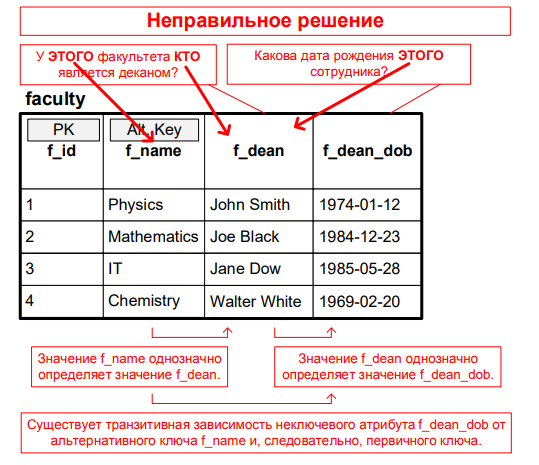 Неправильное решение
У ЭТОГО факультета КТО
является деканом?
Какова дата рождения ЭТОГО
сотрудника?
faculty
PK
Alt. Key
f_id
f_name
f_dean
f_dean_dob
1 Physics John Smith 1974-01-12
2 Mathematics Joe Black 1984-12-23
3 IT Jane Dow 1985-05-28
4 Chemistry Walter White 1969-02-20
Значение f_name однозначно
определяет значение f_dean.
Значение f_dean однозначно
определяет значение f_dean_dob.
Существует транзитивная зависимость неключевого атрибута f_dean_dob от
альтернативного ключа f_name и, следовательно, первичного ключа.